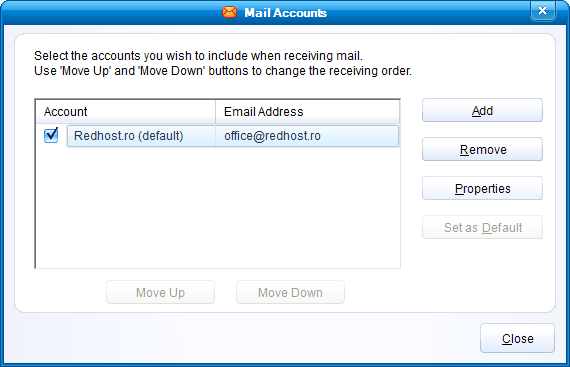 Mail Accounts
Select the accounts you wish to include when receiving mail.
Use 'Move Up' and 'Move Down' buttons to change the receiving order.
Account Email Address
Redhost.ro (default) office@redhost.ro
Add
Remove
Properties
Set as Default
Move Up Move Down
Close